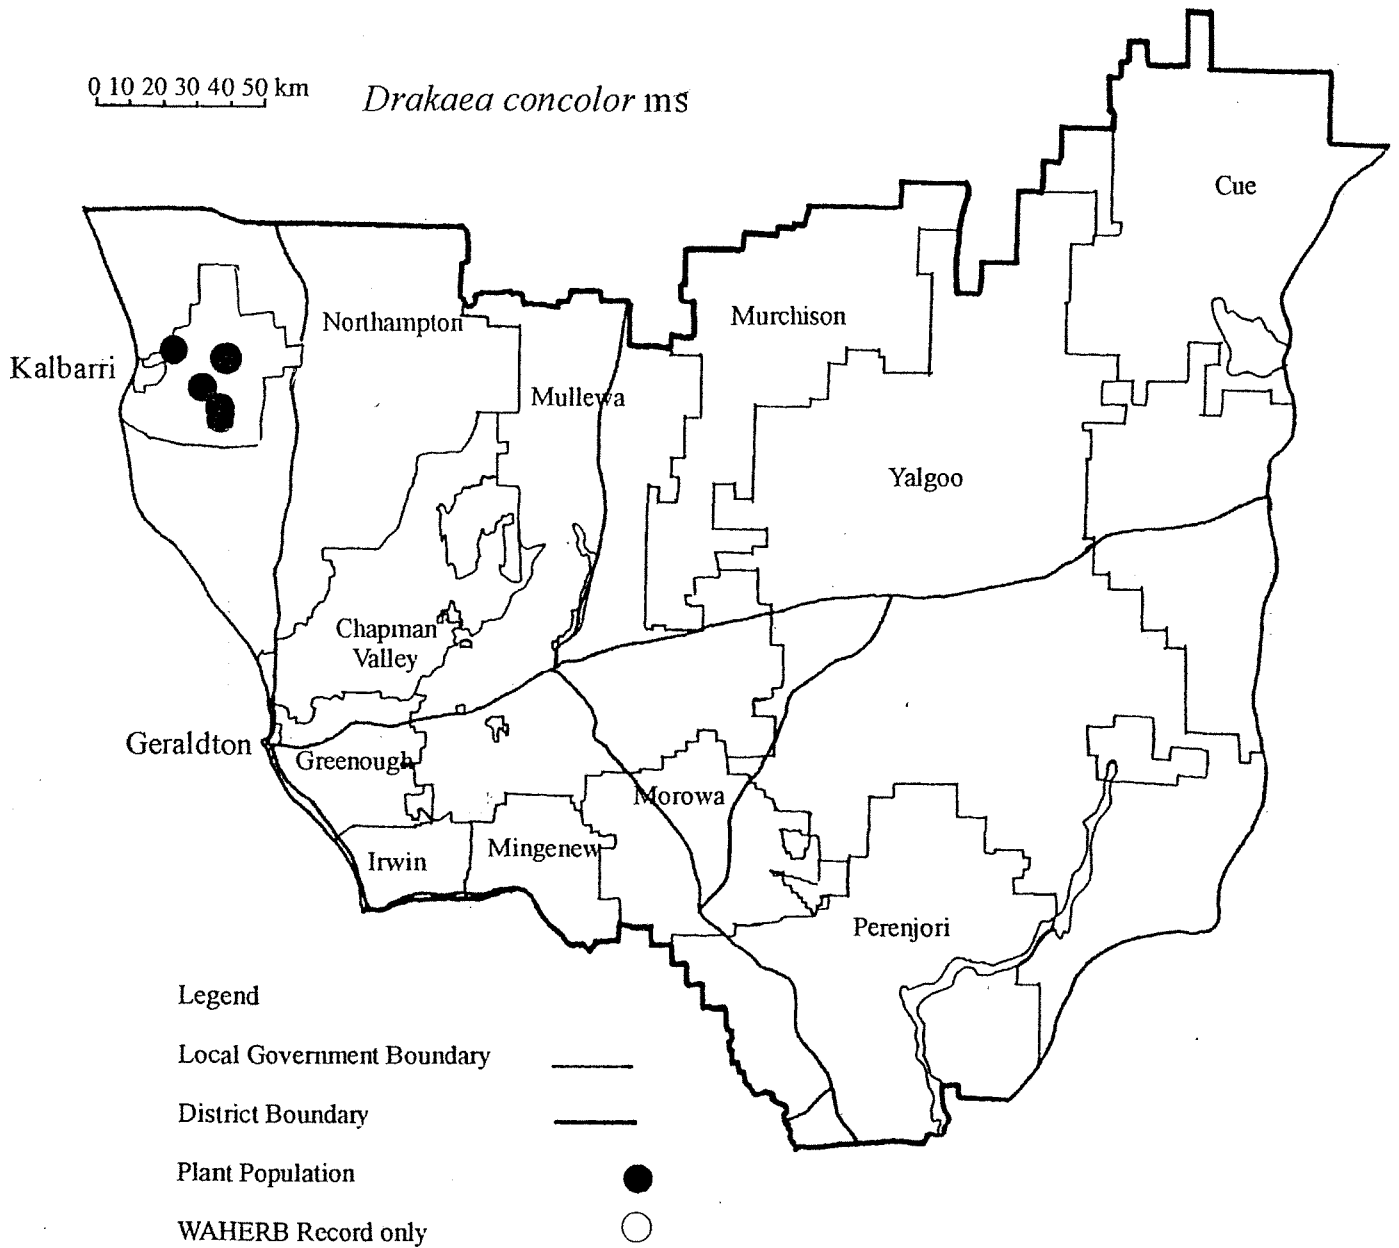 0 10 20 30 40 50 km
Drakaea concolor ms
Cue
Northampton
Murchison
Kalbarri
Mullewa
Yalgoo
Chapman
Valley
Geraldton
Greenough
Morowa
Irwin
Mingenew
Perenjori
Legend
Local Government Boundary
District Boundary
Plant Population
WAHERB Record only